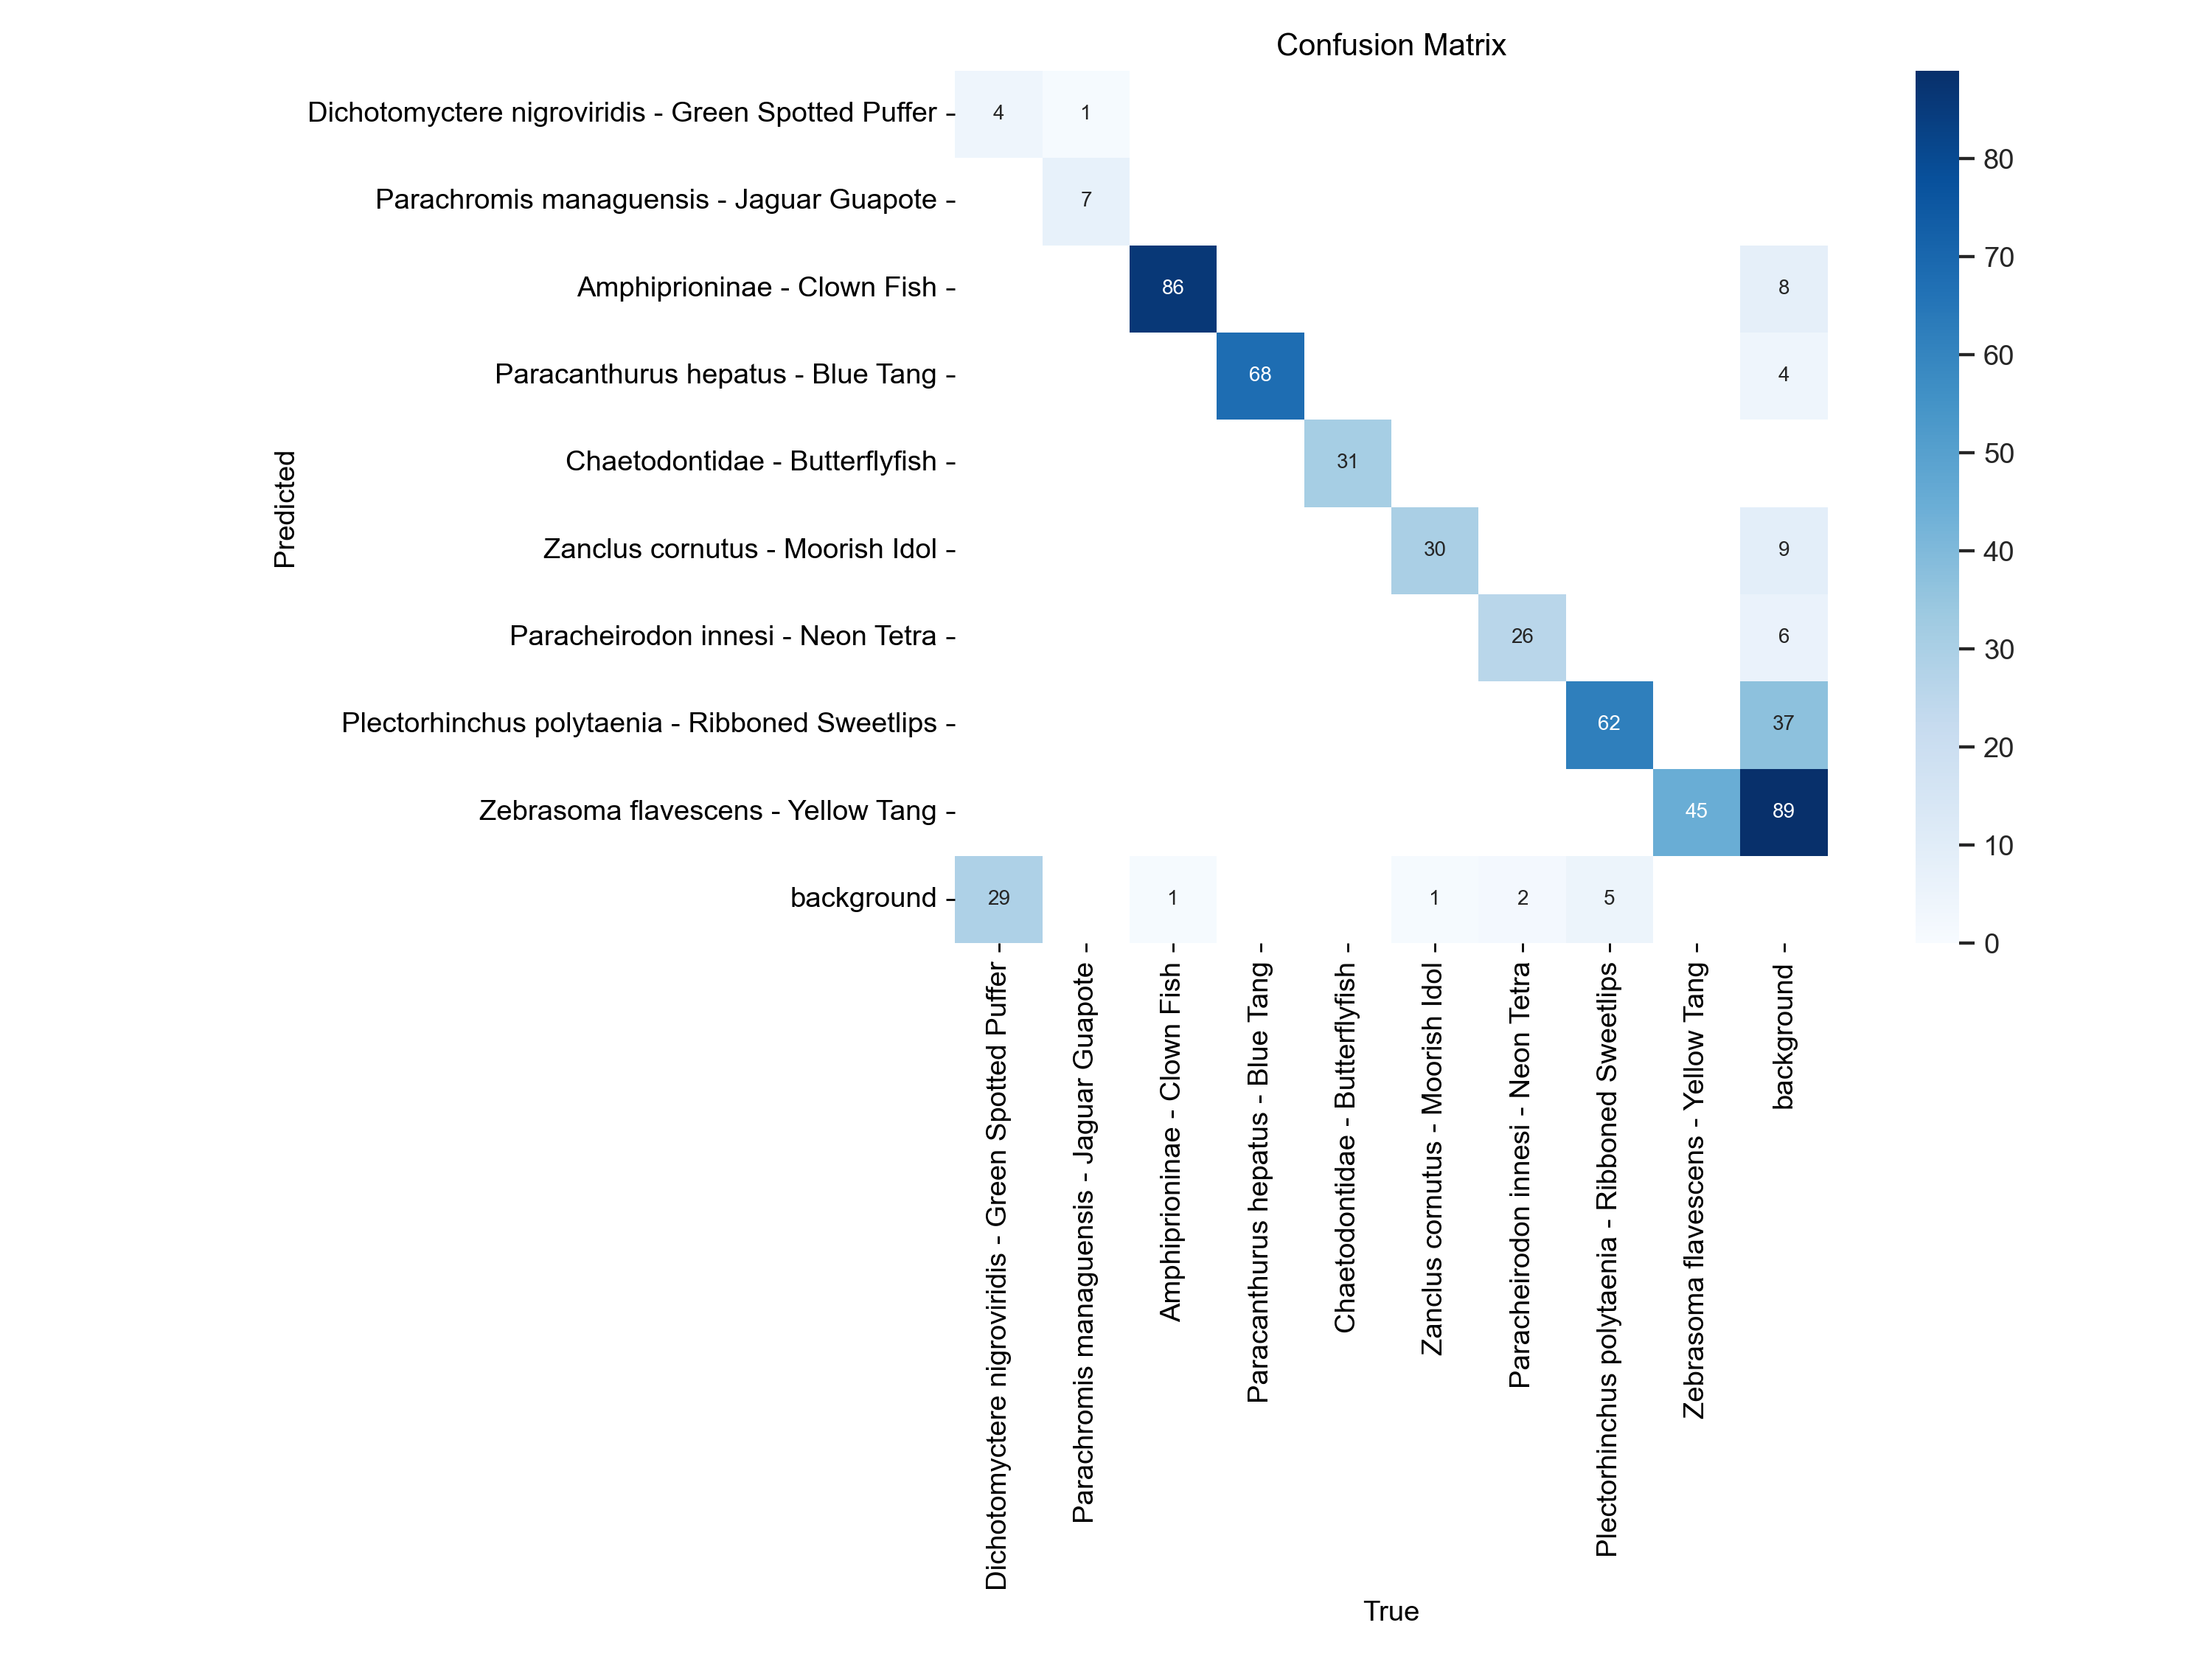 Confusion Matrix
Dichotomyctere nigroviridis - Green Spotted Puffer
4 1
Parachromis managuensis - Jaguar Guapote
7
Amphiprioninae - Clown Fish
86 8
Paracanthurus hepatus - Blue Tang
68 4
Chaetodontidae - Butterflyfish
31
Zanclus cornutus - Moorish Idol
30 9
Paracheirodon innesi - Neon Tetra
26 6
Plectorhinchus polytaenia - Ribboned Sweetlips
62 37
Zebrasoma flavescens - Yellow Tang
45 89
background
29 1 1 2 5
Predicted
80
70
60
50
40
30
20
10
0
Dichotomyctere nigroviridis - Green Spotted Puffer
Parachromis managuensis - Jaguar Guapote
Amphiprioninae - Clown Fish
Paracanthurus hepatus - Blue Tang
Chaetodontidae - Butterflyfish
Zanclus cornutus - Moorish Idol
Paracheirodon innesi - Neon Tetra
Plectorhinchus polytaenia - Ribboned Sweetlips
Zebrasoma flavescens - Yellow Tang
background
True